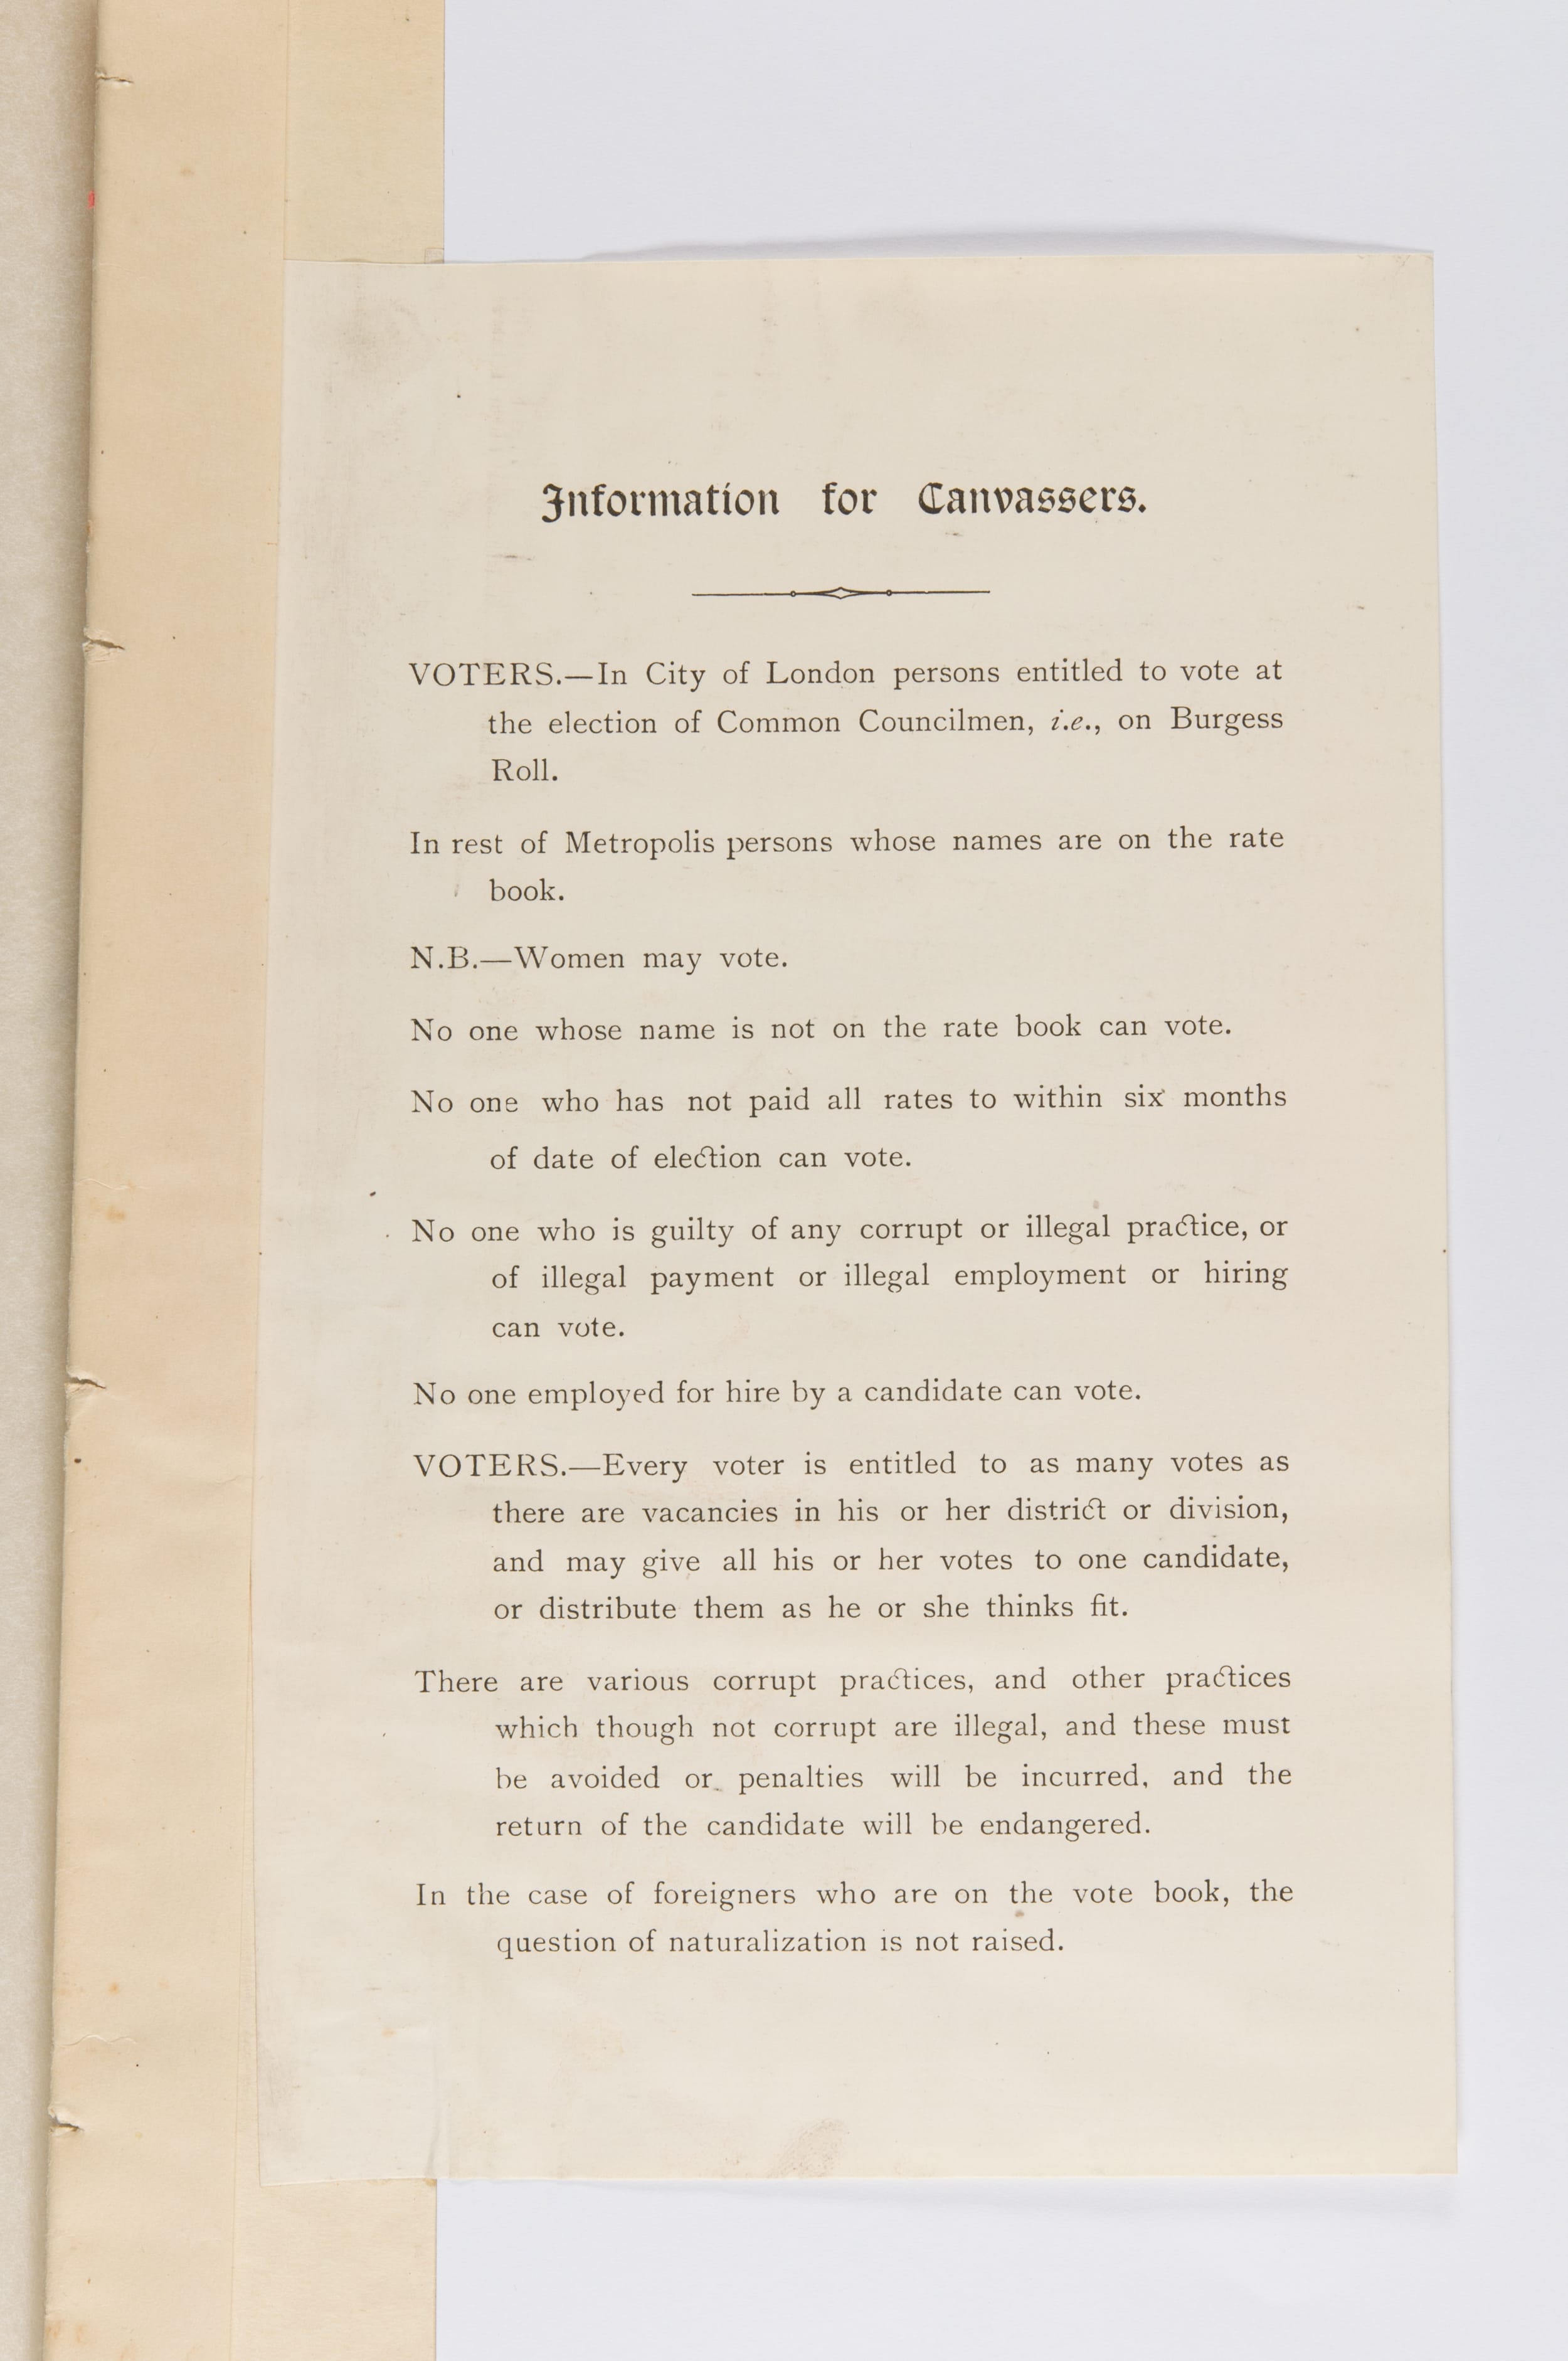 Information for Canvassers.
VOTERS.—In City of London persons entitled to vote at
the election of Common Councilmen, i.e., on Burgess
Roll.
In rest of Metropolis persons whose names are on the rate
book.
N.B.—Women may vote.
No one whose name is not on the rate book can vote.
No one who has not paid all rates to within six months
of date of election can vote.
No one who is guilty of any corrupt or illegal practice, or
of illegal payment or illegal employment or hiring
can vote.
No one employed for hire by a candidate can vote.
VOTERS.—Every voter is entitled to as many votes as
there are vacancies in his or her district or division,
and may give all his or her votes to one candidate,
or distribute them as he or she thinks fit.
There are various corrupt practices, and other practices
which though not corrupt are illegal, and these must
be avoided or penalties will be incurred, and the
return of the candidate will be endangered.
In the case of foreigners who are on the vote book, the
question of naturalization is not raised.